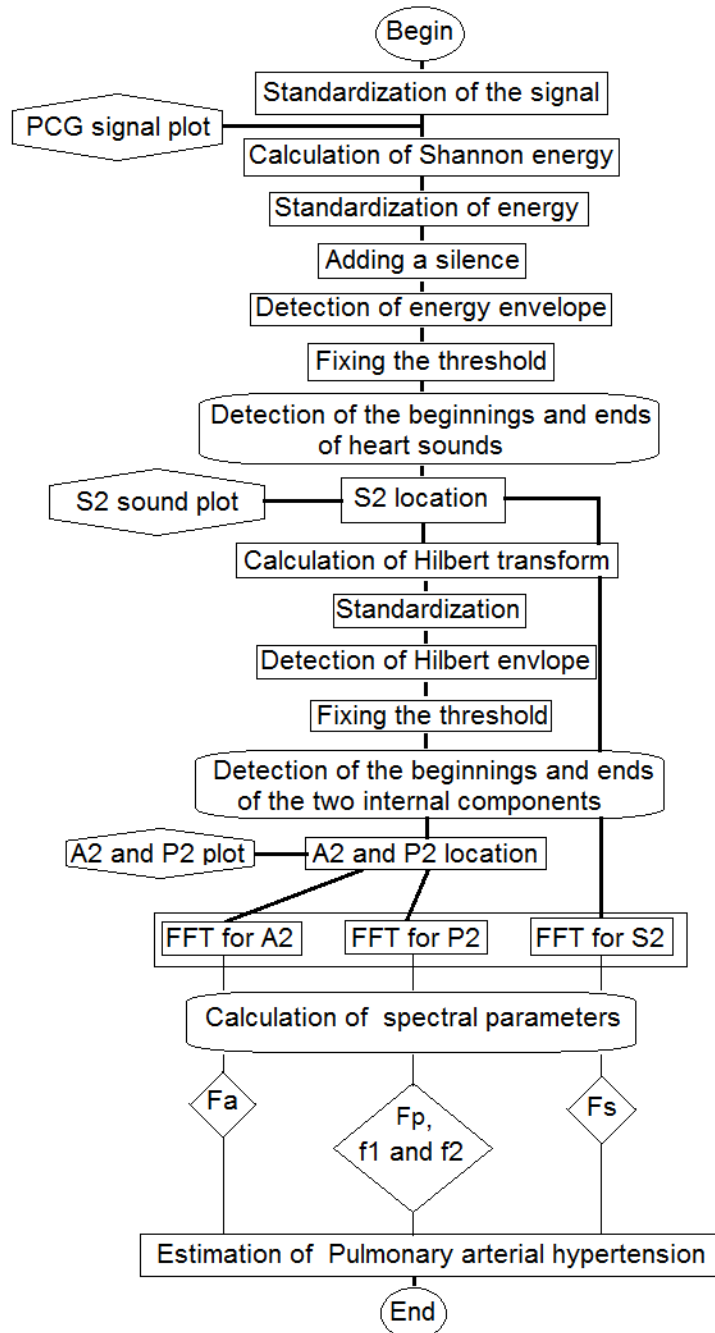 Begin
Standardization of the signal
PCG signal plot
Calculation of Shannon energy
Standardization of energy
Adding a silence
Detection of energy envelope
Fixing the threshold
Detection of the beginnings and ends
of heart sounds
S2 sound plot
S2 location
Calculation of Hilbert transform
Standardization
Detection of Hilbert envlope
Fixing the threshold
Detection of the beginnings and ends
of the two internal components
A2 and P2 plot
A2 and P2 location
FFT for A2
FFT for P2
FFT for S2
Calculation of spectral parameters
Fa
Fp,
f1 and f2
Fs
Estimation of Pulmonary arterial hypertension
End